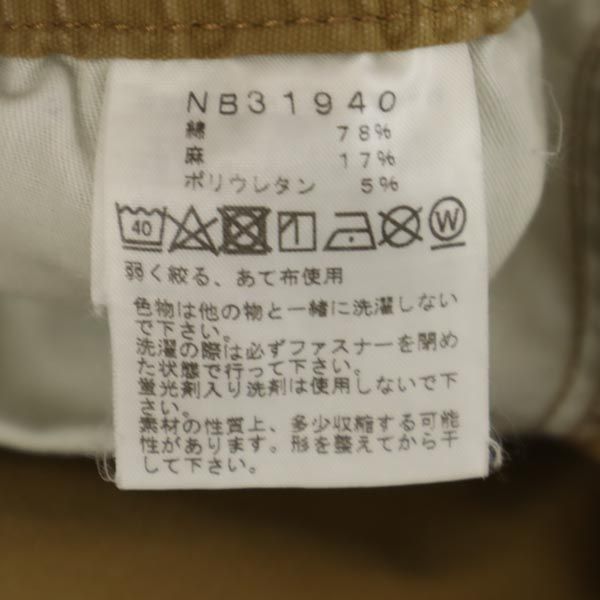 NB31940
綿 78%
麻 17%
ポリウレタン 5%
40 W
弱く絞る、あて布使用
色物は他の物と一緒に洗濯しない
で下さい。
洗濯の際は必ずファスナーを閉め
た状態で行って下さい。
蛍光剤入り洗剤は使用しないで下
さい。
素材の性質上、多少収縮する可能
性があります。形を整えてから干
して下さい。